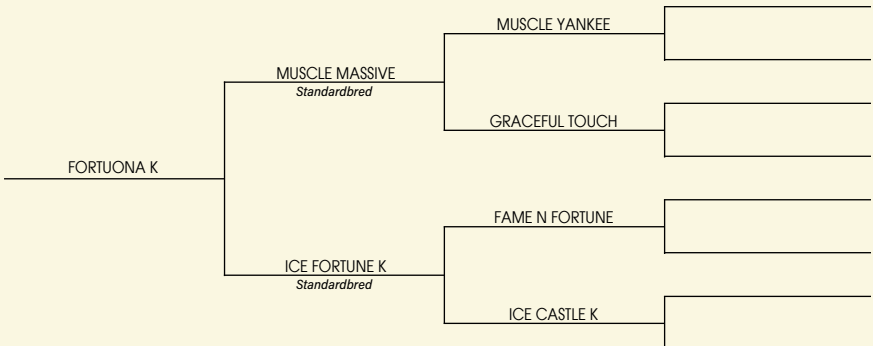 MUSCLE YANKEE
MUSCLE MASSIVE
Standardbred
GRACEFUL TOUCH
FORTUONA K
FAME N FORTUNE
ICE FORTUNE K
Standardbred
ICE CASTLE K